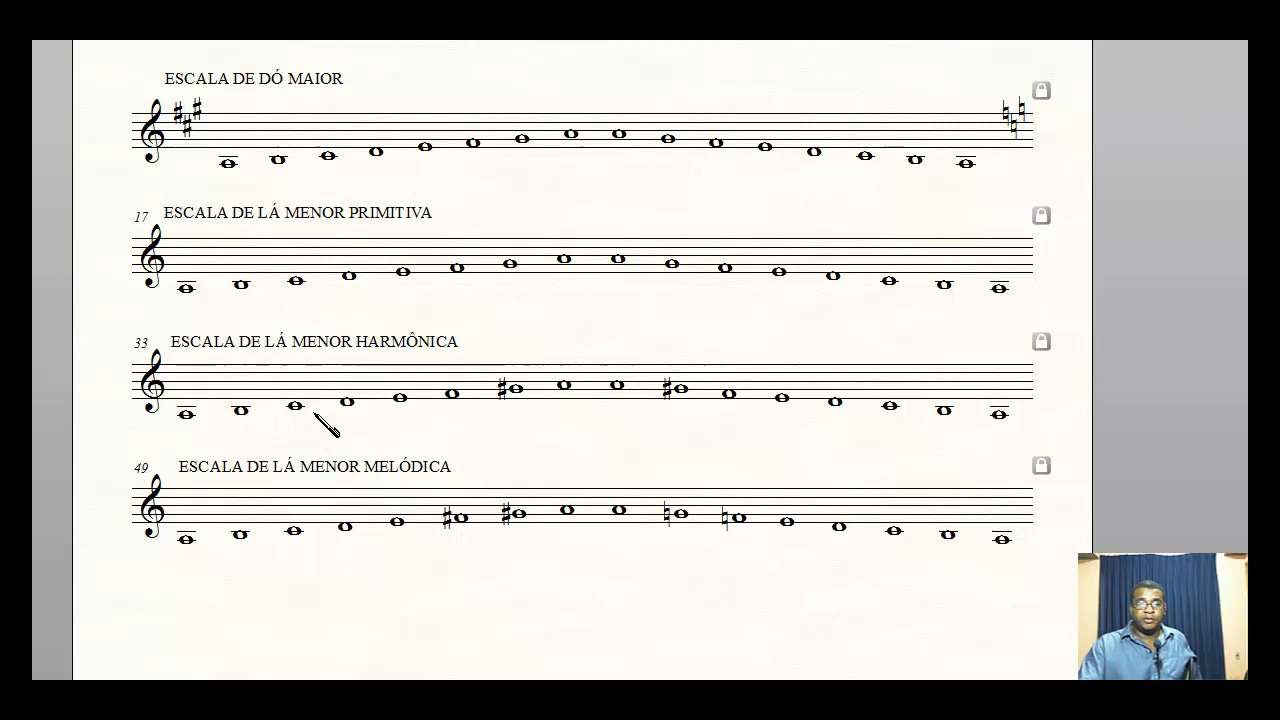 ESCALA DE DÓ MAIOR
17 ESCALA DE LÁ MENOR PRIMITIVA
33 ESCALA DE LÁ MENOR HARMÔNICA
49 ESCALA DE LÁ MENOR MELÓDICA